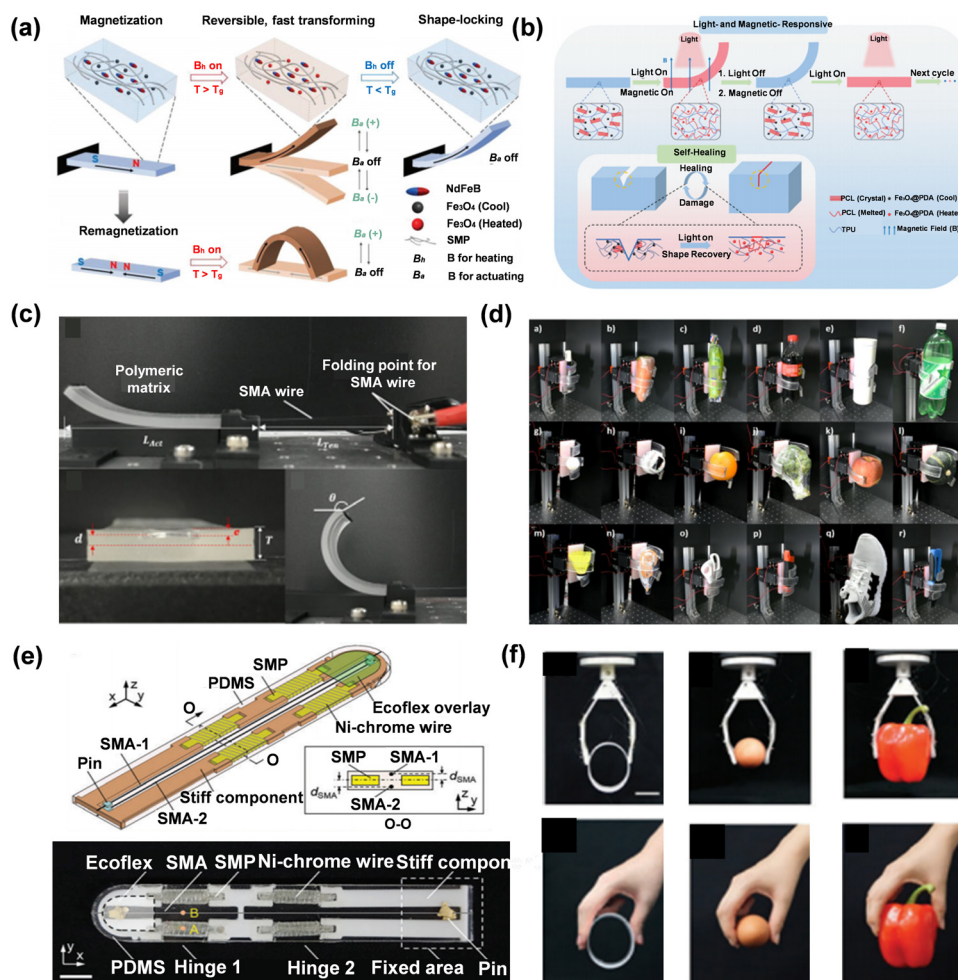 (a)
Magnetization
Reversible, fast transforming
Shape-locking
Bh on
T > Tg
Bh off
T < Tg
Ba (+)
Ba off
Ba (-)
Ba off
S
N
Remagnetization
S
N
N
S
Bh on
T > Tg
Ba (+)
Ba off
NdFeB
Fe₃O₄ (Cool)
Fe₃O₄ (Heated)
SMP
Bh B for heating
Ba B for actuating
(b)
Light- and Magnetic-Responsive
Light
Light
B
Light On
Magnetic On
1. Light Off
2. Magnetic Off
Light On
Next cycle
Self-Healing
Healing
Damage
Light on
Shape Recovery
PCL (Crystal)
Fe₃O₄@PDA (Cool)
PCL (Melted)
Fe₃O₄@PDA (Heate
TPU
Magnetic Field (B)
(c)
Polymeric
matrix
SMA wire
Folding point for
SMA wire
LAct
LTen
d
e
T
θ
(d)
a)
b)
c)
d)
e)
f)
g)
h)
i)
j)
k)
l)
m)
n)
o)
p)
q)
r)
(e)
SMP
PDMS
Ecoflex overlay
Ni-chrome wire
z
y
x
O
O
SMA-1
Pin
Stiff component
SMA-2
SMP
SMA-1
dSMA
dSMA
SMA-2
z
y
O-O
Ecoflex
SMA
SMP
Ni-chrome wire
Stiff component
B
A
y
x
PDMS
Hinge 1
Hinge 2
Fixed area
Pin
(f)